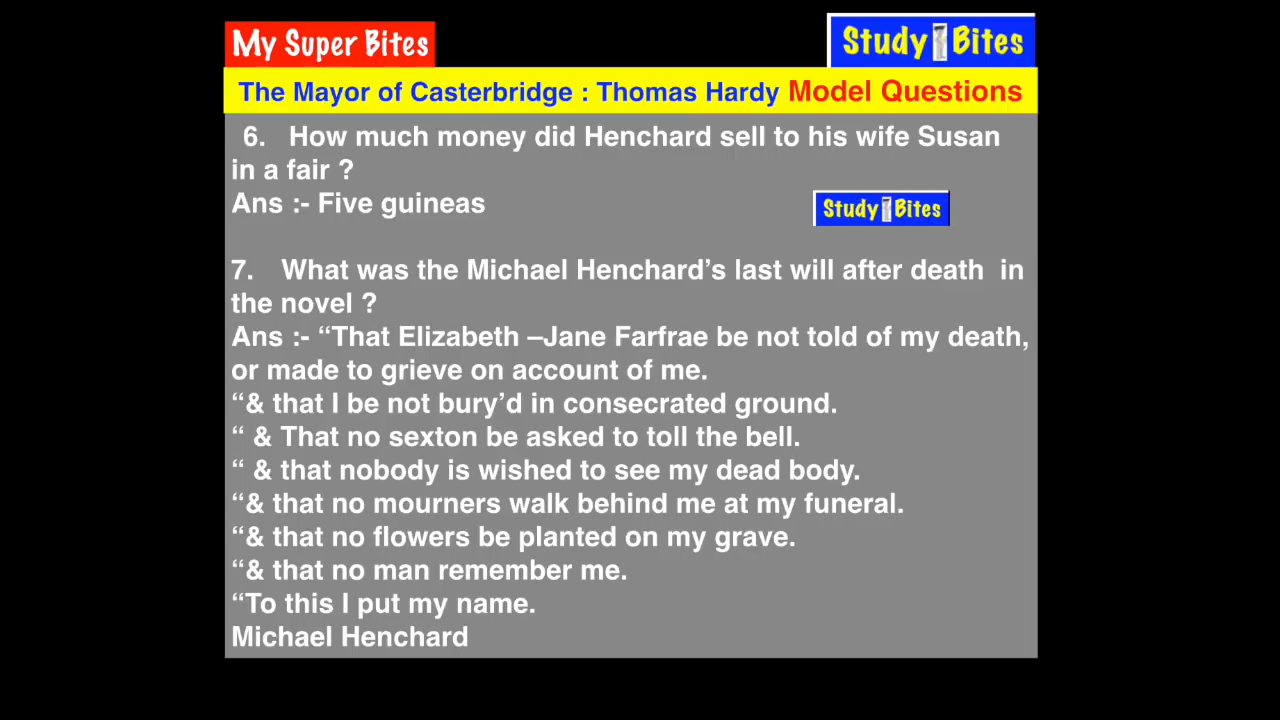 My Super Bites
Study Bites
The Mayor of Casterbridge : Thomas Hardy Model Questions
6. How much money did Henchard sell to his wife Susan
in a fair ?
Ans :- Five guineas
Study Bites
7. What was the Michael Henchard’s last will after death in
the novel ?
Ans :- “That Elizabeth –Jane Farfrae be not told of my death,
or made to grieve on account of me.
“& that I be not bury’d in consecrated ground.
“ & That no sexton be asked to toll the bell.
“ & that nobody is wished to see my dead body.
“& that no mourners walk behind me at my funeral.
“& that no flowers be planted on my grave.
“& that no man remember me.
“To this I put my name.
Michael Henchard